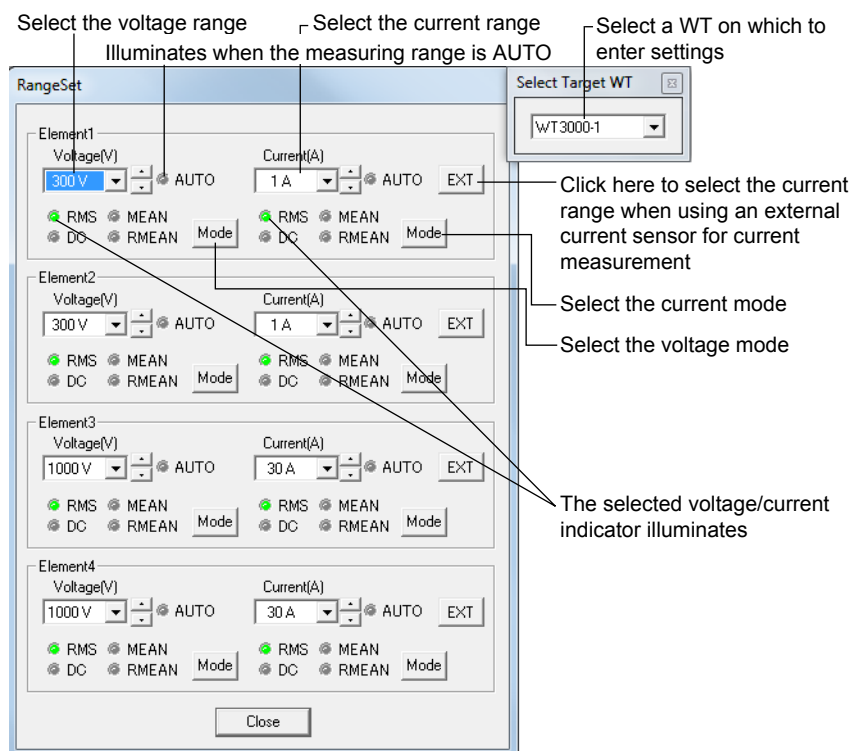 Select the voltage range
Select the current range
Select a WT on which to
enter settings
Illuminates when the measuring range is AUTO
RangeSet
Select Target WT
WT3000-1
Element1
Voltage(V)
Current(A)
300 V
AUTO
1 A
AUTO
EXT
Click here to select the current
range when using an external
current sensor for current
measurement
RMS
MEAN
DC
RMEAN
Mode
RMS
MEAN
DC
RMEAN
Mode
Select the current mode
Select the voltage mode
Element2
Voltage(V)
Current(A)
300 V
AUTO
1 A
AUTO
EXT
RMS
MEAN
DC
RMEAN
Mode
RMS
MEAN
DC
RMEAN
Mode
Element3
Voltage(V)
Current(A)
1000 V
AUTO
30 A
AUTO
EXT
RMS
MEAN
DC
RMEAN
Mode
RMS
MEAN
DC
RMEAN
Mode
The selected voltage/current
indicator illuminates
Element4
Voltage(V)
Current(A)
1000 V
AUTO
30 A
AUTO
EXT
RMS
MEAN
DC
RMEAN
Mode
RMS
MEAN
DC
RMEAN
Mode
Close